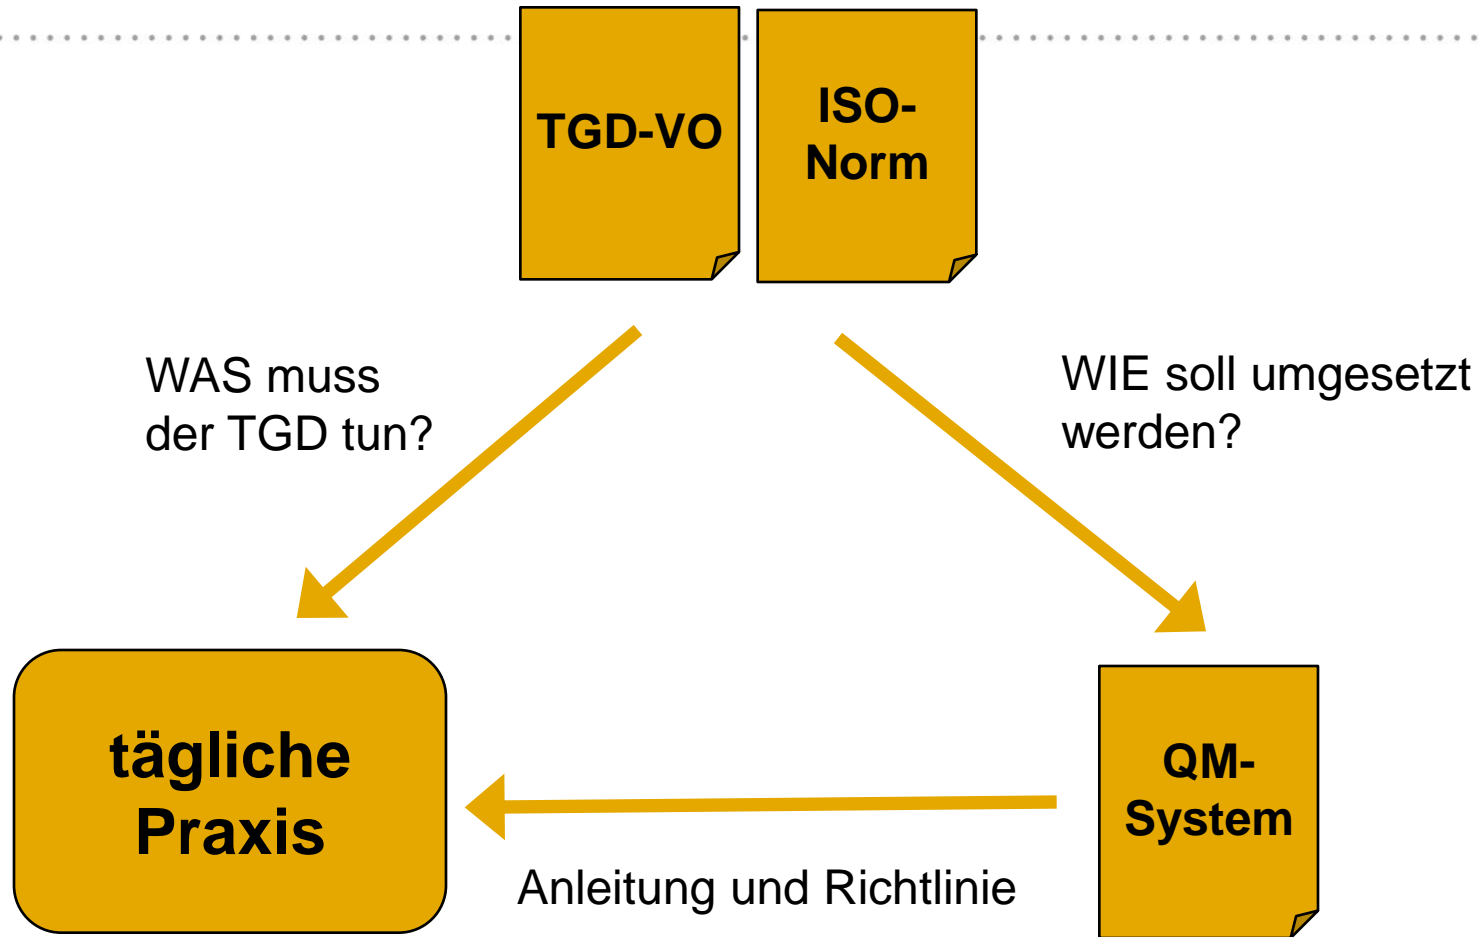 TGD-VO
ISO-
Norm
WAS muss
der TGD tun?
WIE soll umgesetzt
werden?
tägliche
Praxis
QM-
System
Anleitung und Richtlinie